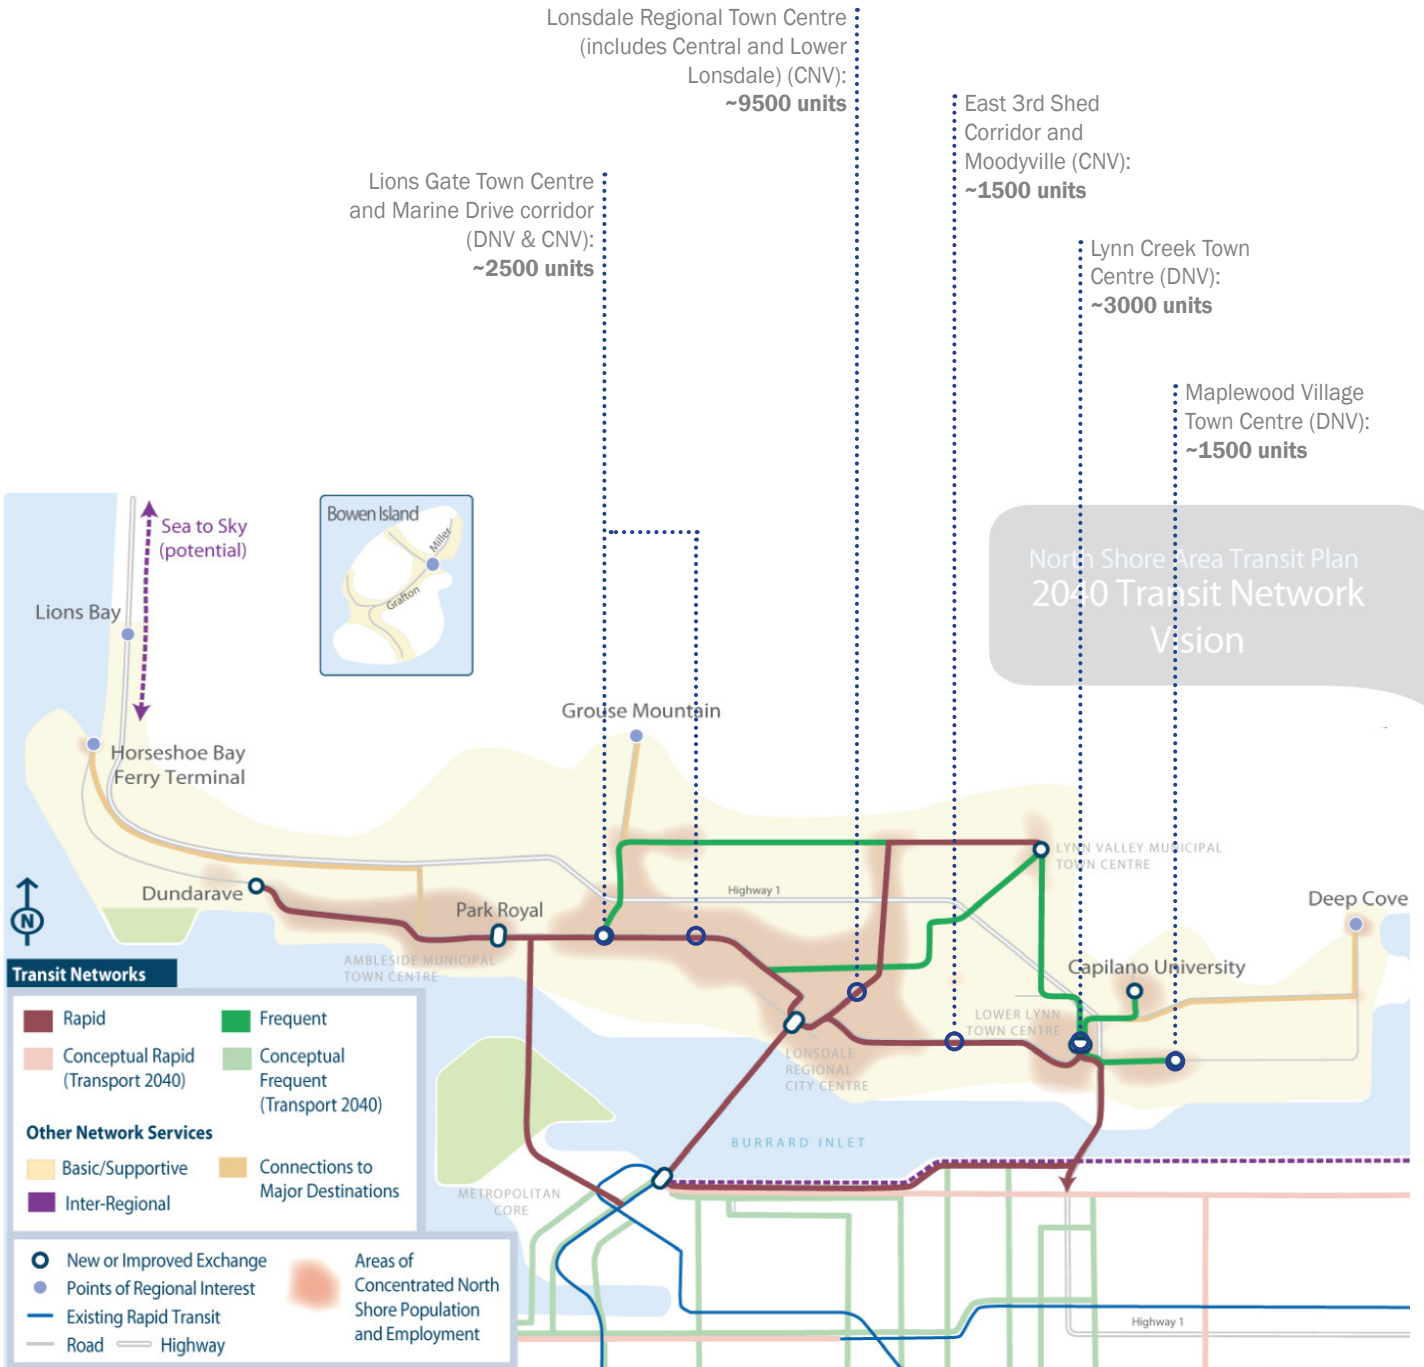 Lonsdale Regional Town Centre
(includes Central and Lower
Lonsdale) (CNV):
~9500 units
East 3rd Shed
Corridor and
Moodyville (CNV):
~1500 units
Lions Gate Town Centre
and Marine Drive corridor
(DNV & CNV):
~2500 units
Lynn Creek Town
Centre (DNV):
~3000 units
Maplewood Village
Town Centre (DNV):
~1500 units
North Shore Area Transit Plan
2040 Transit Network
Vision
Sea to Sky
(potential)
Bowen Island
Miller
Grafton
Lions Bay
Grouse Mountain
Horseshoe Bay
Ferry Terminal
LYNN VALLEY MUNICIPAL
TOWN CENTRE
Dundarave
Highway 1
Park Royal
Deep Cove
N
AMBLESIDE MUNICIPAL
TOWN CENTRE
Capilano University
LOWER LYNN
TOWN CENTRE
LONSDALE
REGIONAL
CITY CENTRE
BURRARD INLET
METROPOLITAN
CORE
Highway 1
Transit Networks
Rapid
Frequent
Conceptual Rapid
(Transport 2040)
Conceptual
Frequent
(Transport 2040)
Other Network Services
Basic/Supportive
Connections to
Major Destinations
Inter-Regional
New or Improved Exchange
Points of Regional Interest
Existing Rapid Transit
Road
Highway
Areas of
Concentrated North
Shore Population
and Employment